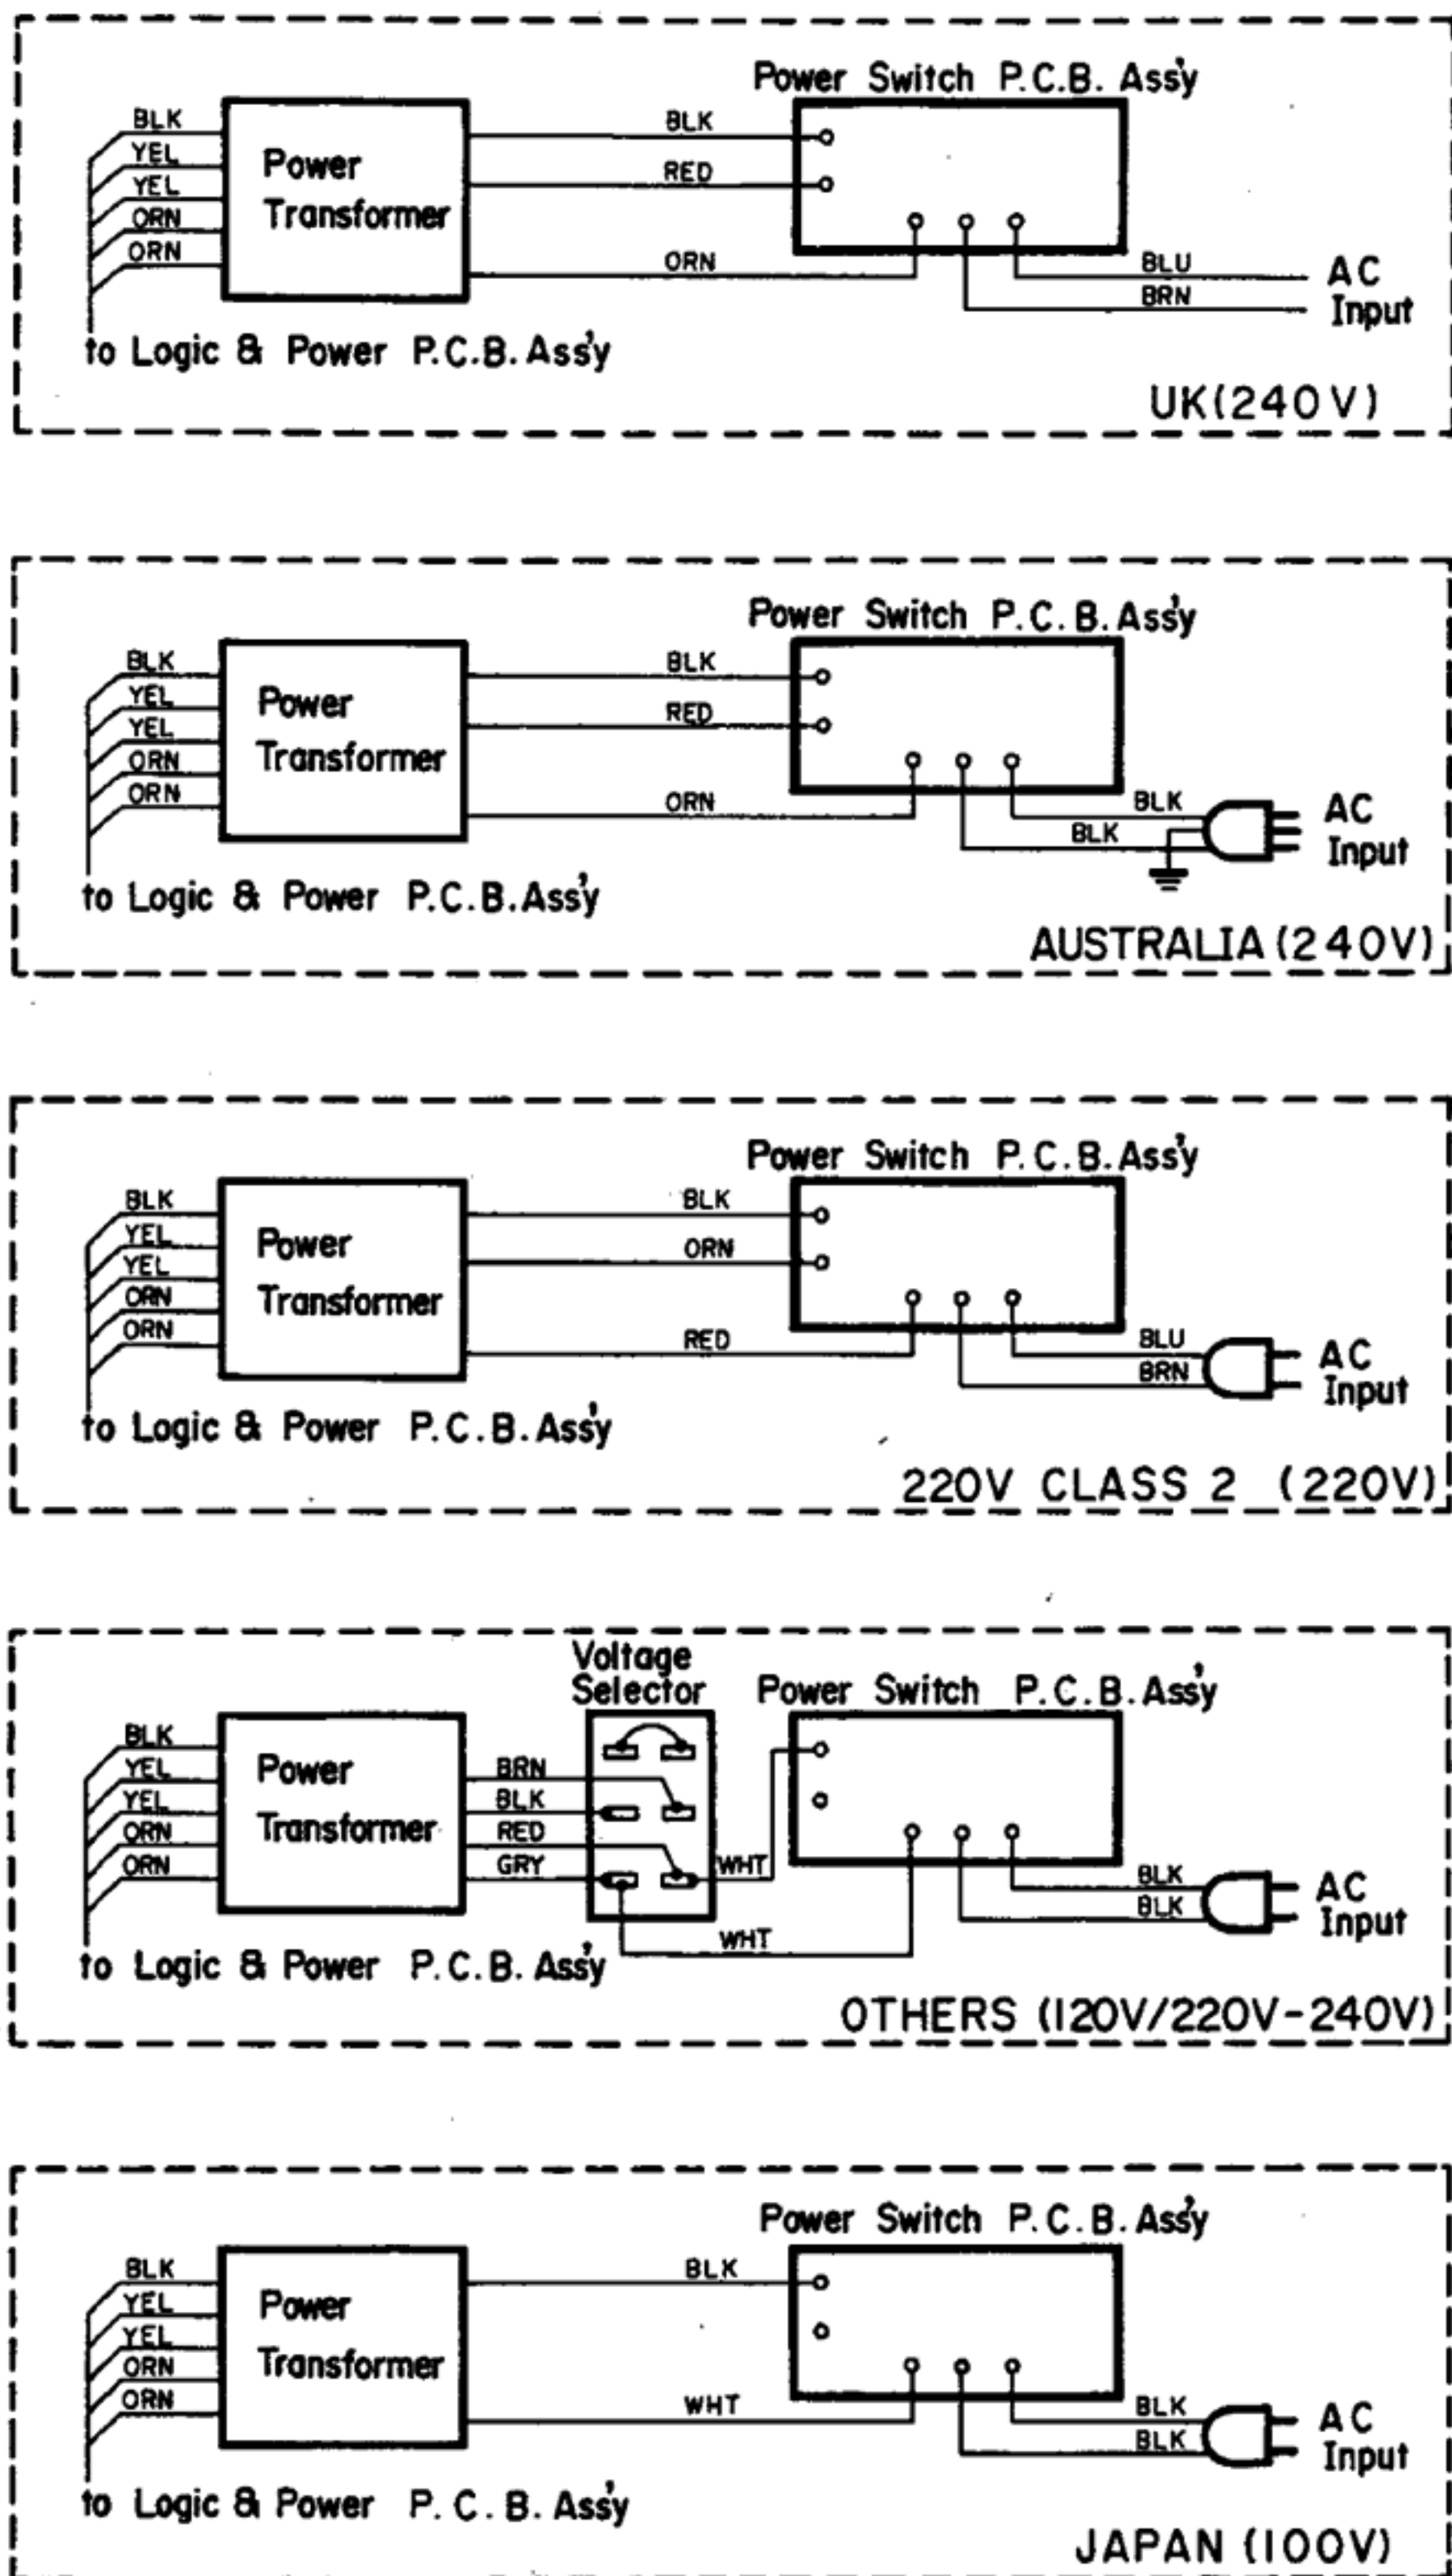 Power Switch P.C.B. Ass'y
BLK
YEL
YEL
ORN
ORN
Power
Transformer
BLK
RED
ORN
BLU
BRN
AC
Input
to Logic & Power P.C.B. Ass'y
UK(240V)
Power Switch P.C.B. Ass'y
BLK
YEL
YEL
ORN
ORN
Power
Transformer
BLK
RED
ORN
BLK
BLK
AC
Input
to Logic & Power P.C.B. Ass'y
AUSTRALIA (240V)
Power Switch P.C.B. Ass'y
BLK
YEL
YEL
ORN
ORN
Power
Transformer
BLK
ORN
RED
BLU
BRN
AC
Input
to Logic & Power P.C.B. Ass'y
220V CLASS 2 (220V)
Voltage
Selector
Power Switch P.C.B. Ass'y
BLK
YEL
YEL
ORN
ORN
Power
Transformer
BRN
BLK
RED
GRY
WHT
WHT
BLK
BLK
AC
Input
to Logic & Power P.C.B. Ass'y
OTHERS (120V/220V-240V)
Power Switch P.C.B. Ass'y
BLK
YEL
YEL
ORN
ORN
Power
Transformer
BLK
WHT
BLK
BLK
AC
Input
to Logic & Power P.C.B. Ass'y
JAPAN (100V)